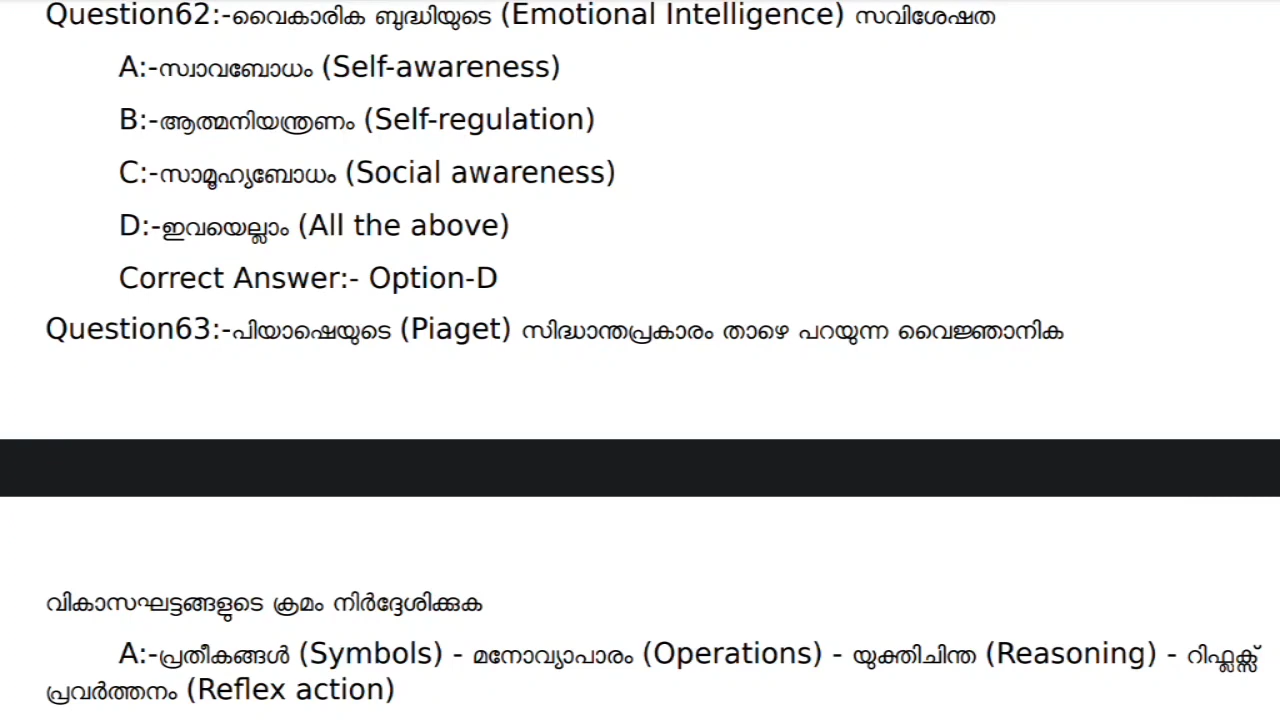 Question62:-വൈകാരിക ബുദ്ധിയുടെ (Emotional Intelligence) സവിശേഷത
A:-സ്വാവബോധം (Self-awareness)
B:-ആത്മനിയന്ത്രണം (Self-regulation)
C:-സാമൂഹ്യബോധം (Social awareness)
D:-ഇവയെല്ലാം (All the above)
Correct Answer:- Option-D
Question63:-പിയാഷെയുടെ (Piaget) സിദ്ധാന്തപ്രകാരം താഴെ പറയുന്ന വൈജ്ഞാനിക
വികാസഘട്ടങ്ങളുടെ ക്രമം നിർദ്ദേശിക്കുക
A:-പ്രതീകങ്ങൾ (Symbols) - മനോവ്യാപാരം (Operations) - യുക്തിചിന്ത (Reasoning) - റിഫ്ലക്സ്
പ്രവർത്തനം (Reflex action)